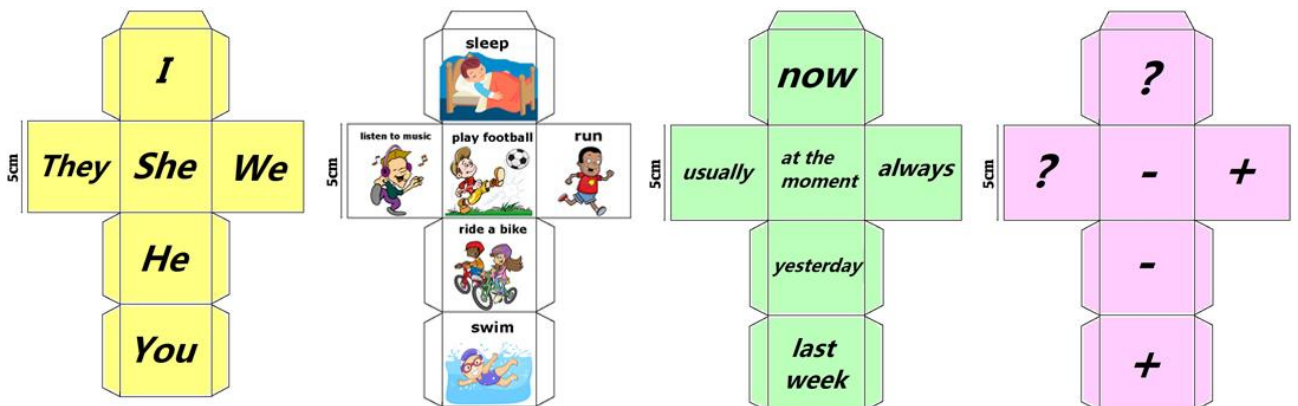 I
5cm
They
She
We
He
You
sleep
5cm
listen to music
play football
run
ride a bike
swim
now
5cm
usually
at the
moment
always
yesterday
last
week
?
5cm
?
-
+
-
+